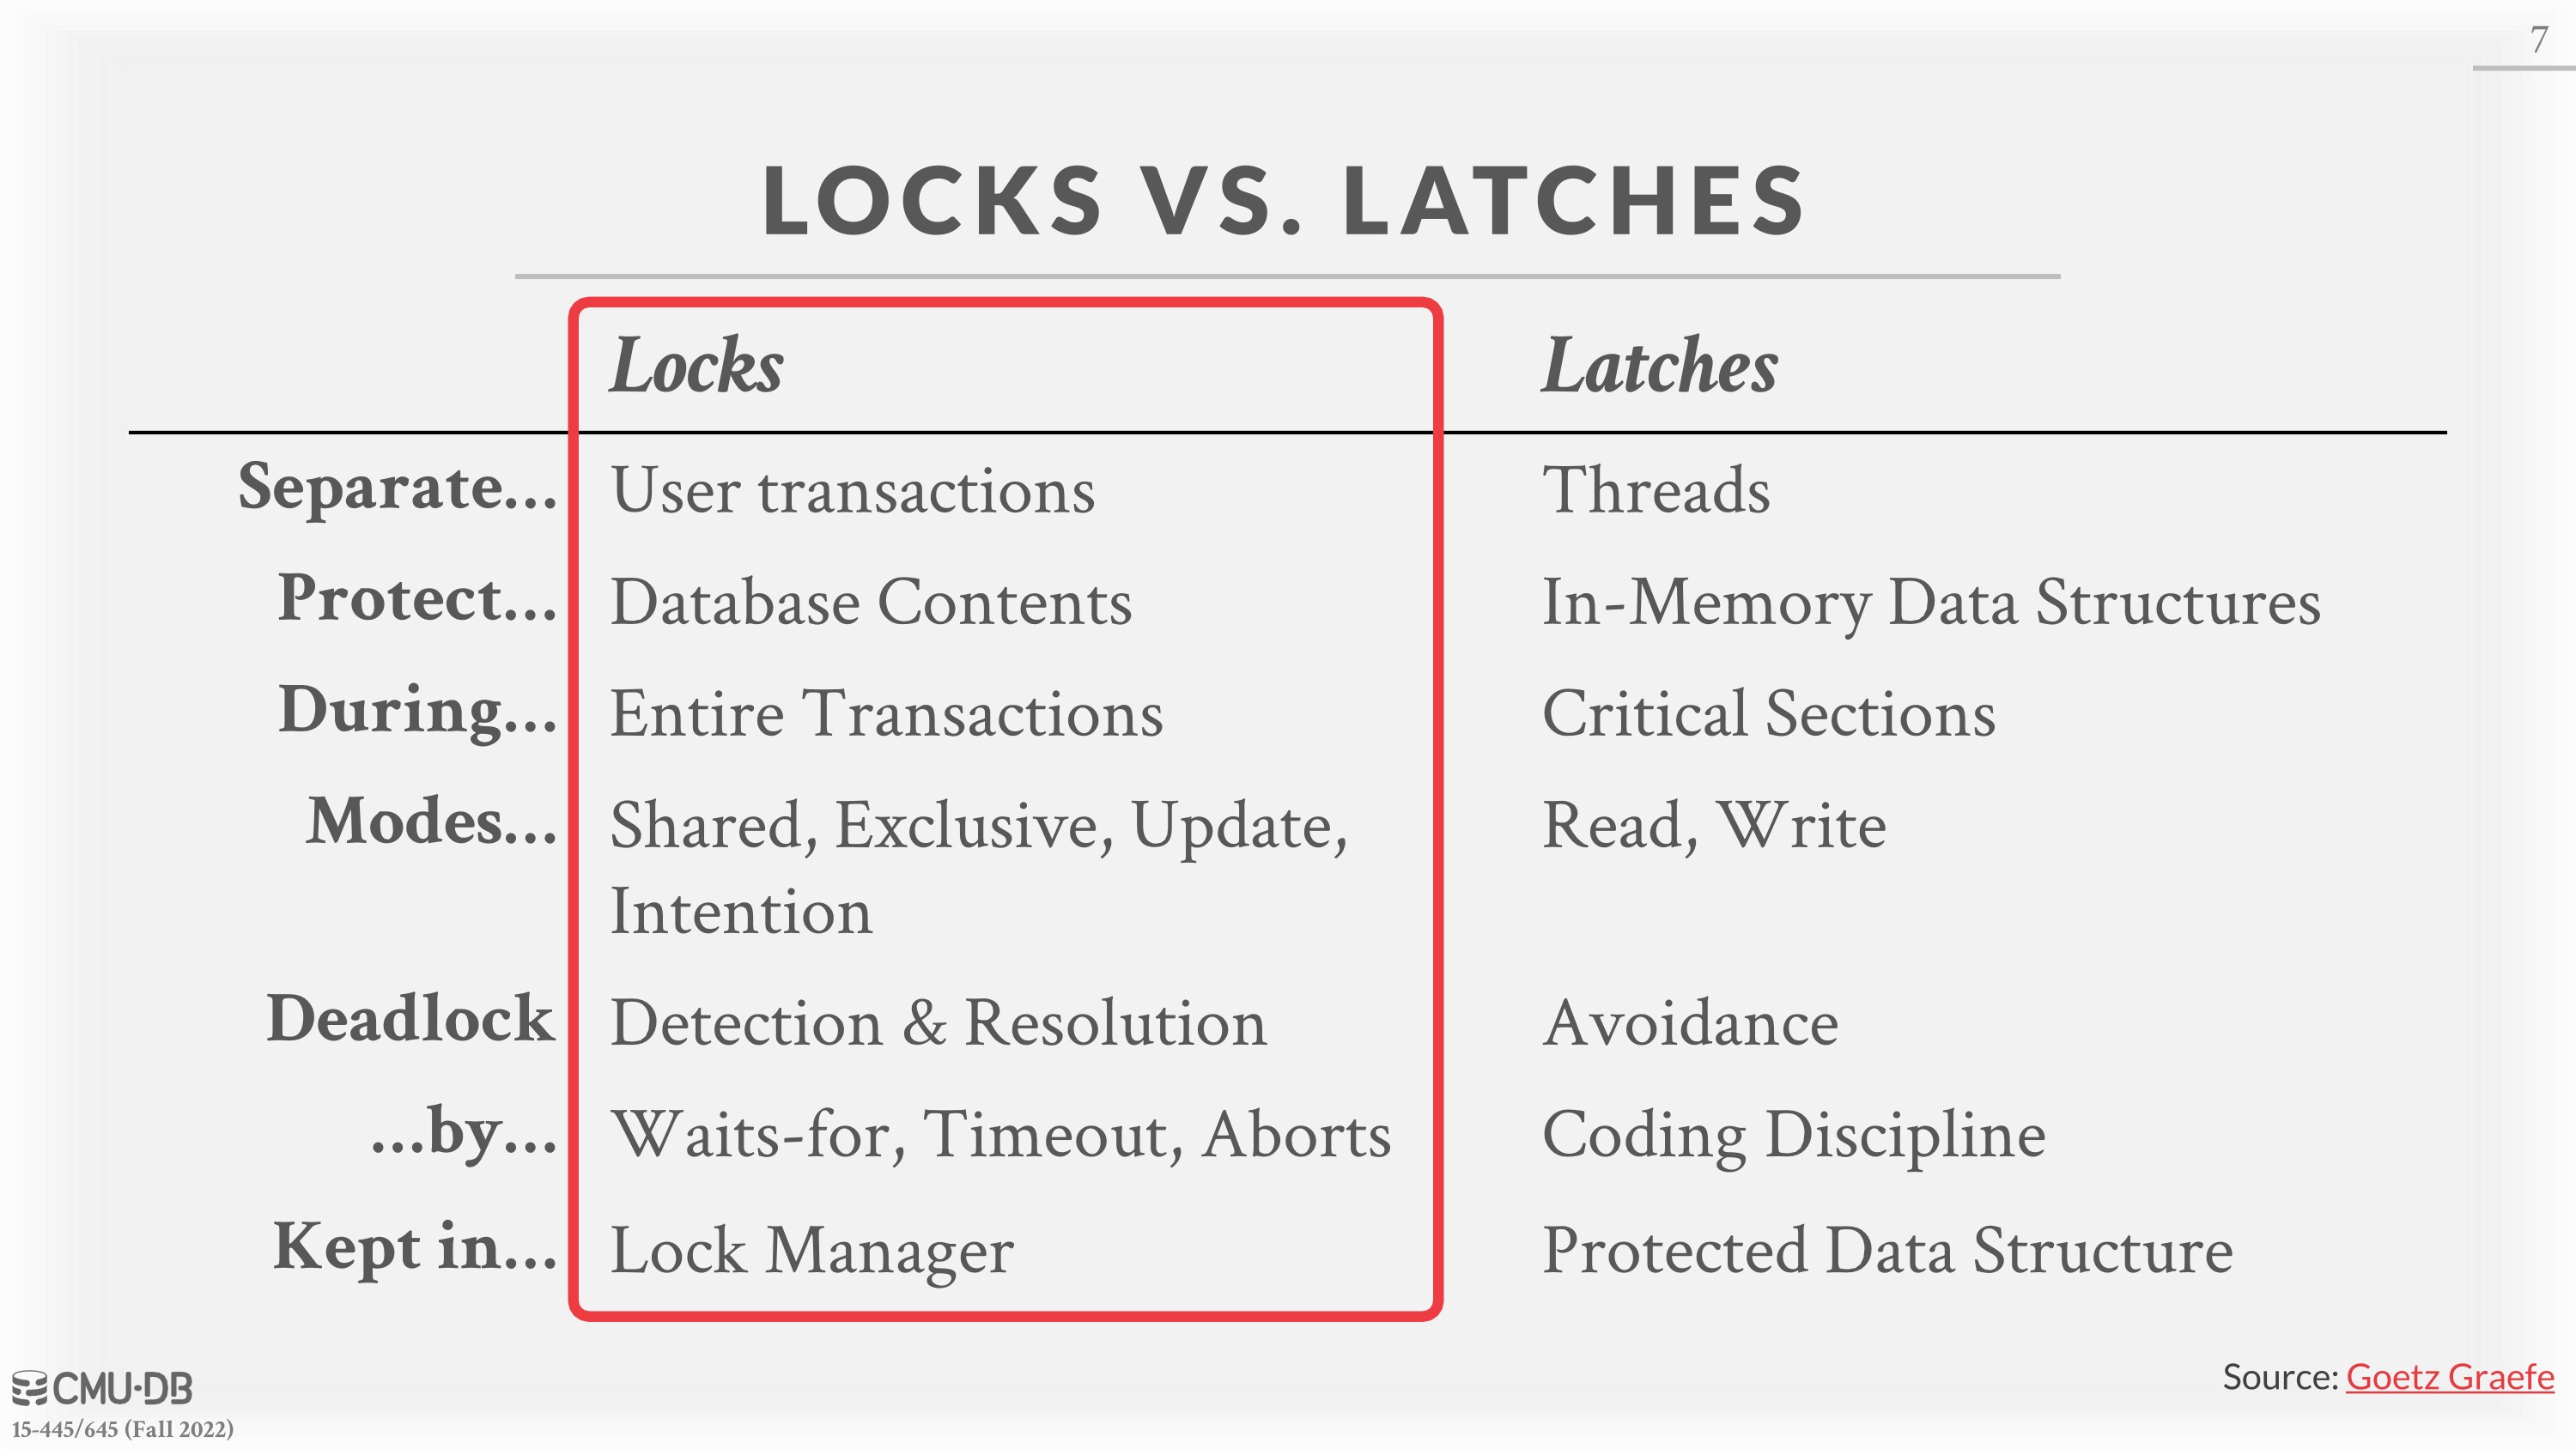 7
LOCKS VS. LATCHES
Locks Latches
Separate… User transactions Threads
Protect… Database Contents In-Memory Data Structures
During… Entire Transactions Critical Sections
Modes… Shared, Exclusive, Update, Read, Write
Intention
Deadlock Detection & Resolution Avoidance
…by… Waits-for, Timeout, Aborts Coding Discipline
Kept in… Lock Manager Protected Data Structure
Source: Goetz Graefe
CMU·DB
15-445/645 (Fall 2022)